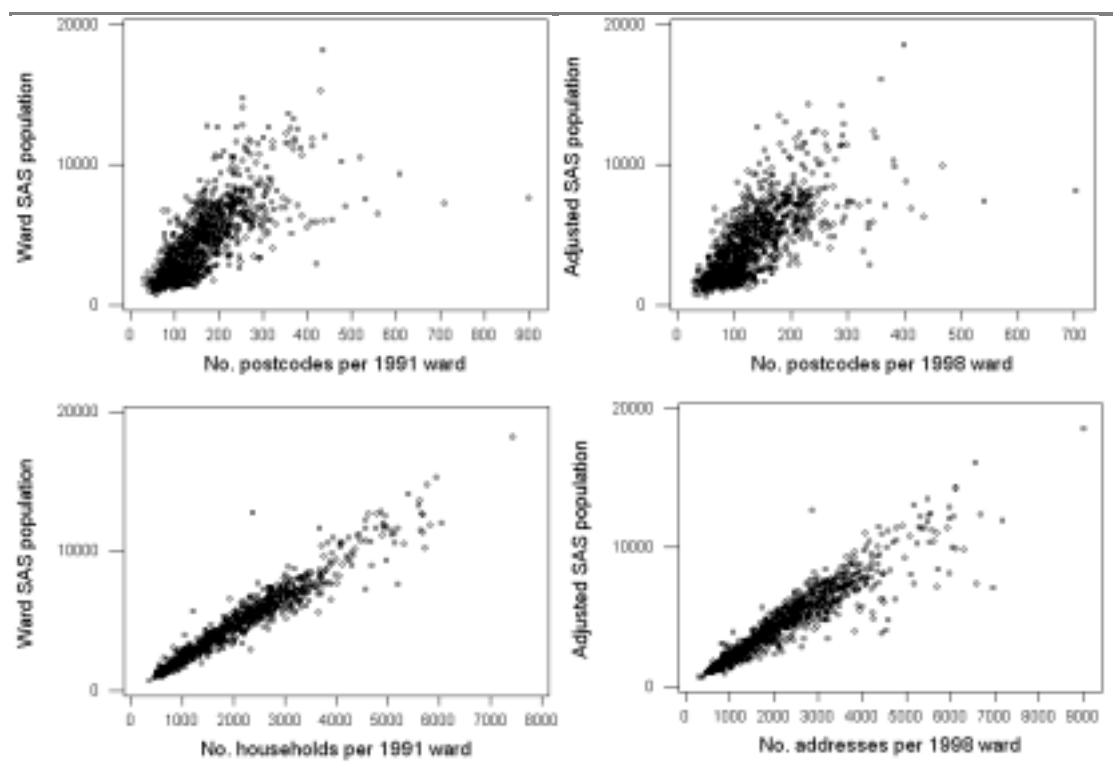 20000
Ward SAS population
10000
0
0 100 200 300 400 500 600 700 800 900
No. postcodes per 1991 ward
20000
Adjusted SAS population
10000
0
0 100 200 300 400 500 600 700
No. postcodes per 1998 ward
20000
Ward SAS population
10000
0
0 1000 2000 3000 4000 5000 6000 7000 8000
No. households per 1991 ward
20000
Adjusted SAS population
10000
0
0 1000 2000 3000 4000 5000 6000 7000 8000 9000
No. addresses per 1998 ward